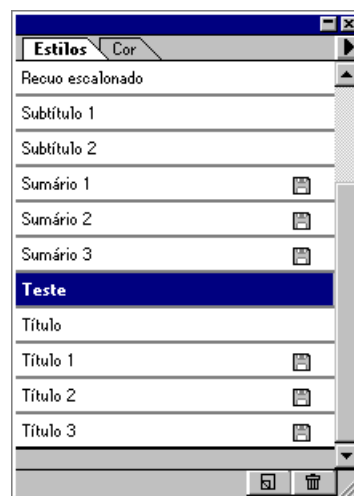 Estilos Cor
Recuo escalonado
Subtítulo 1
Subtítulo 2
Sumário 1
Sumário 2
Sumário 3
Teste
Título
Título 1
Título 2
Título 3